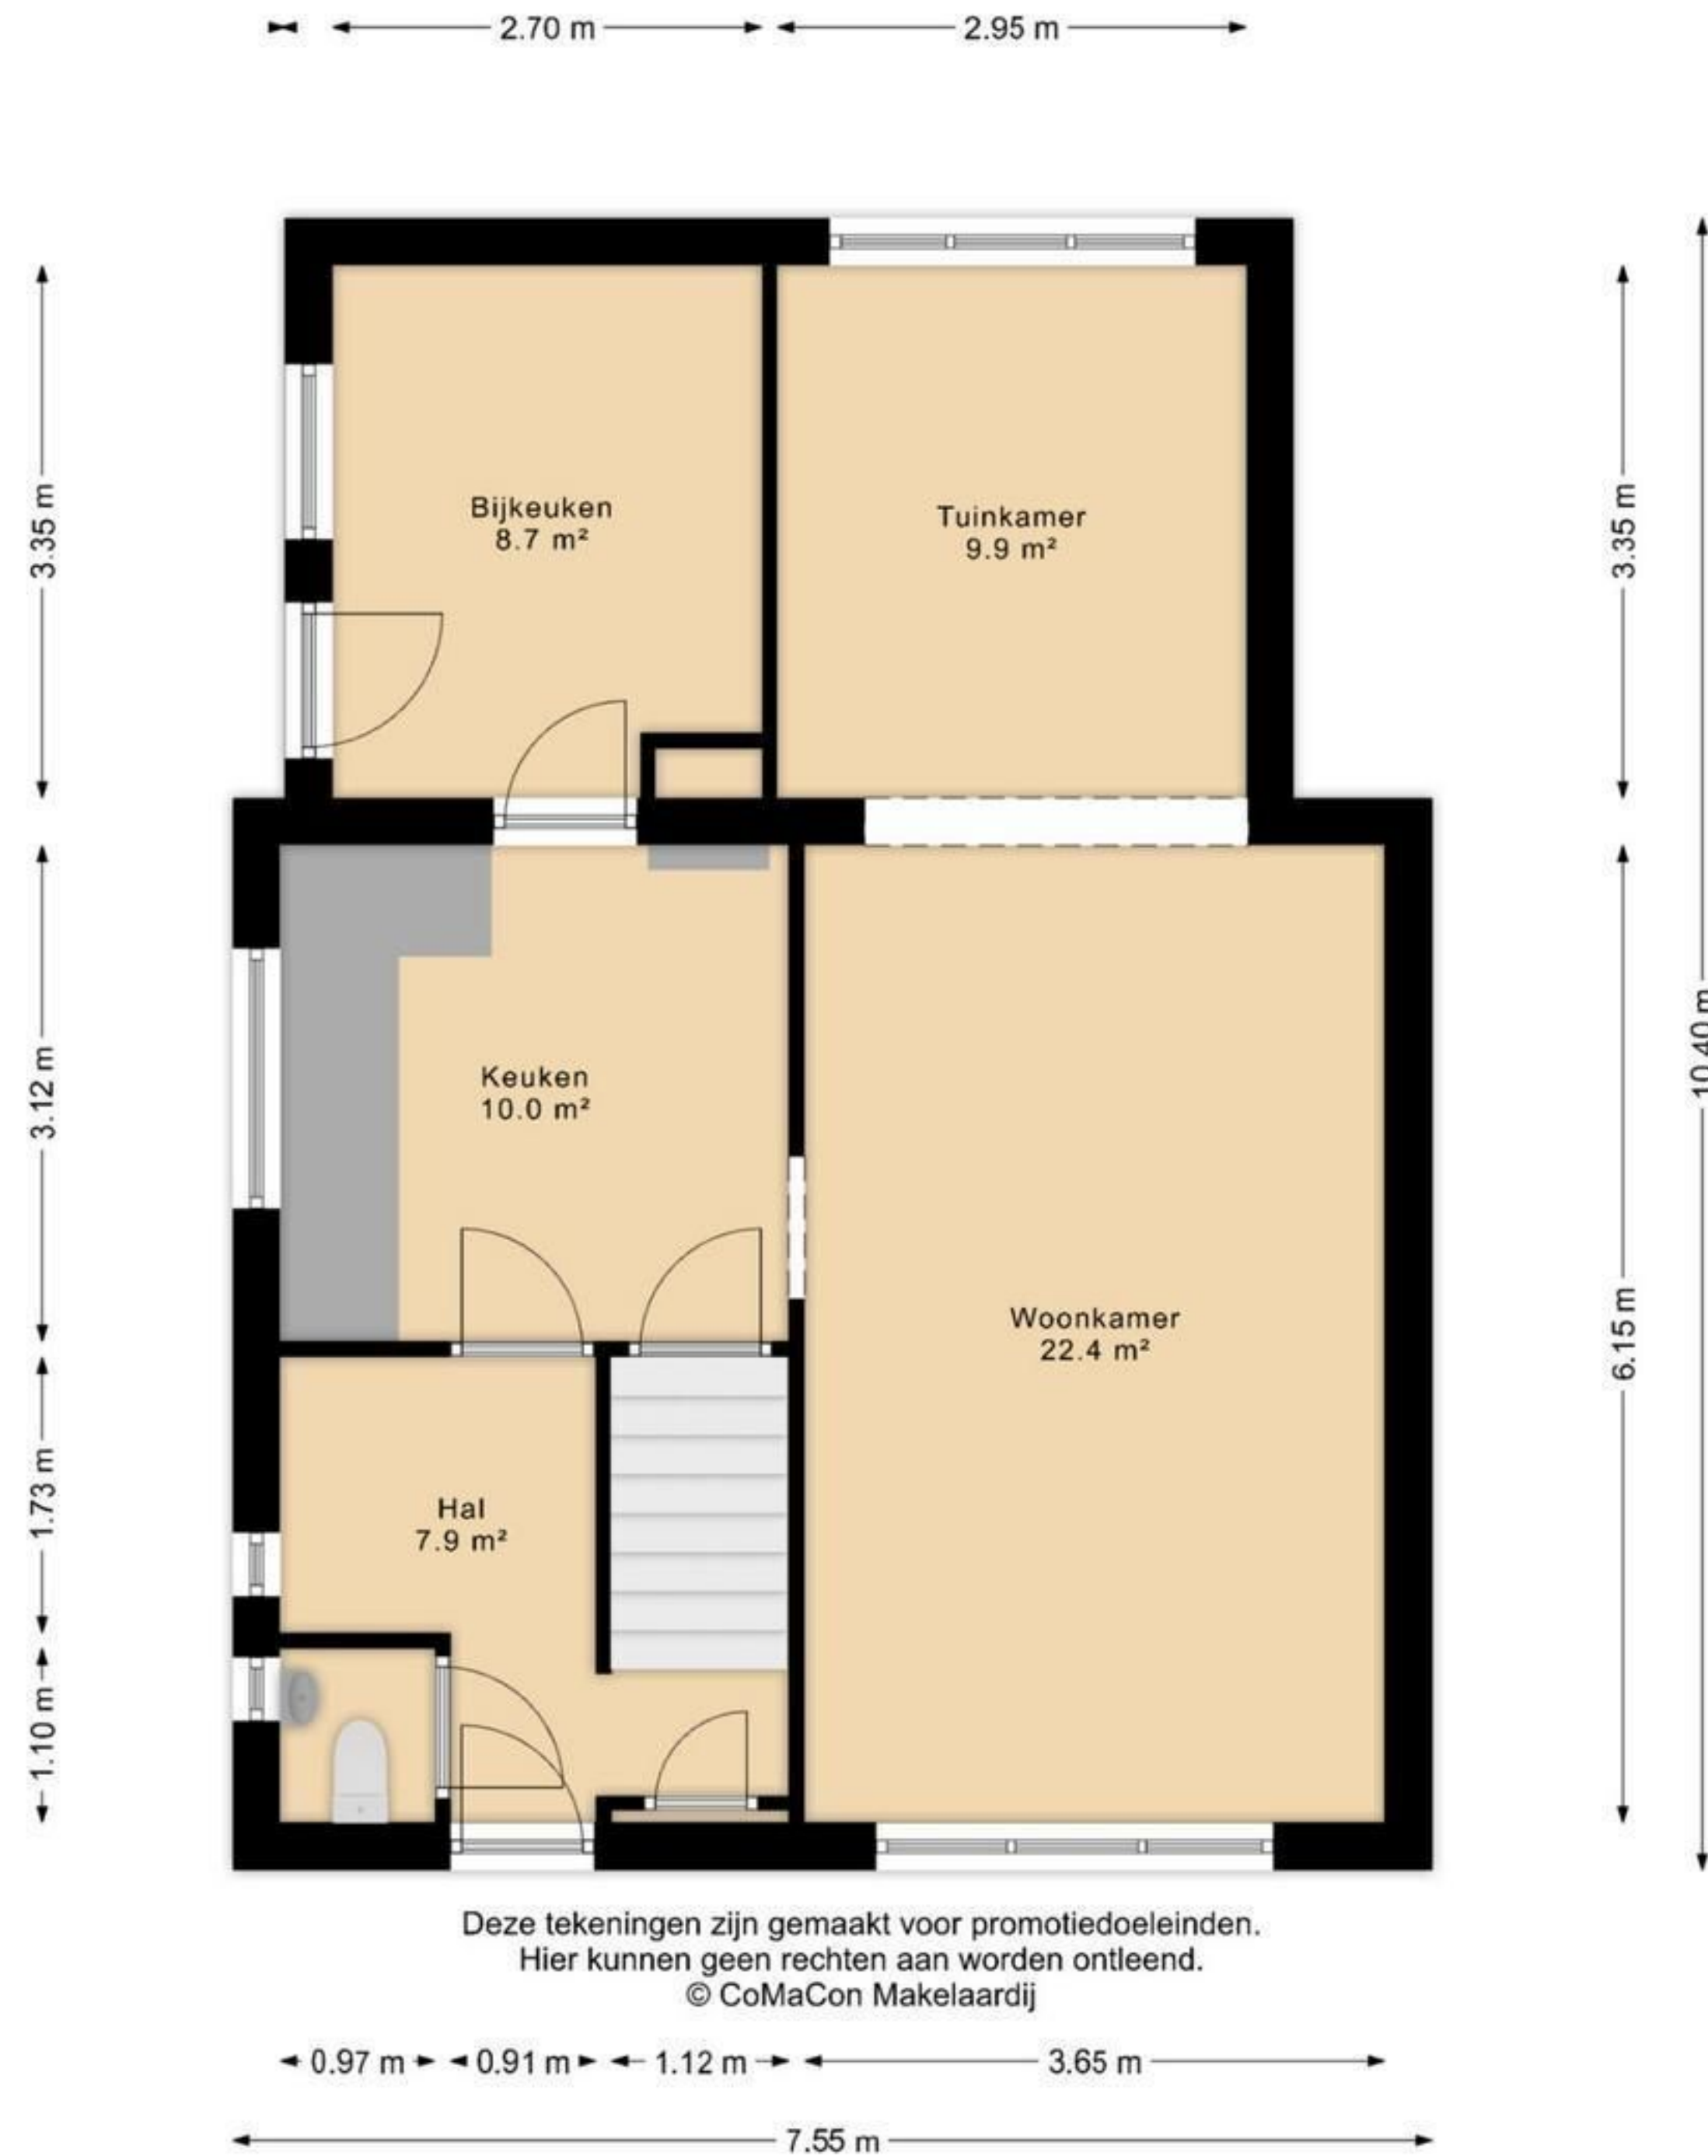 2.70 m
2.95 m
Bijkeuken
8.7 m²
Tuinkamer
9.9 m²
3.35 m
3.35 m
10.40 m
Keuken
10.0 m²
3.12 m
Woonkamer
22.4 m²
6.15 m
Hal
7.9 m²
1.73 m
1.10 m
Deze tekeningen zijn gemaakt voor promotiedoeleinden.
Hier kunnen geen rechten aan worden ontleend.
© CoMaCon Makelaardij
0.97 m
0.91 m
1.12 m
3.65 m
7.55 m